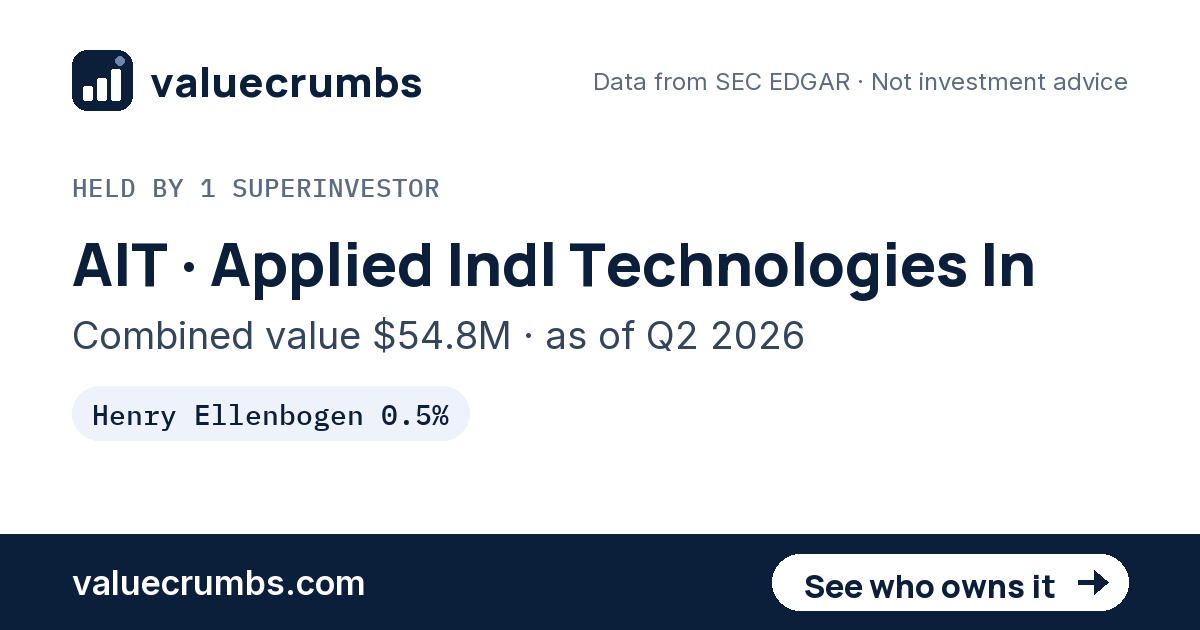 valuecrumbs
Data from SEC EDGAR · Not investment advice
HELD BY 1 SUPERINVESTOR
AIT · Applied Indl Technologies In
Combined value $54.8M · as of Q2 2026
Henry Ellenbogen 0.5%
valuecrumbs.com
See who owns it →